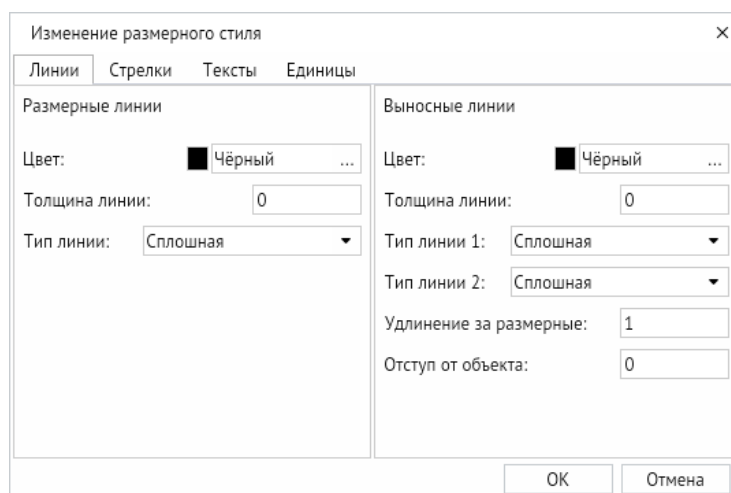 Изменение размерного стиля
Линии Стрелки Тексты Единицы
Размерные линии
Цвет: Чёрный ...
Толщина линии: 0
Тип линии: Сплошная
Выносные линии
Цвет: Чёрный ...
Толщина линии: 0
Тип линии 1: Сплошная
Тип линии 2: Сплошная
Удлинение за размерные: 1
Отступ от объекта: 0
ОК Отмена